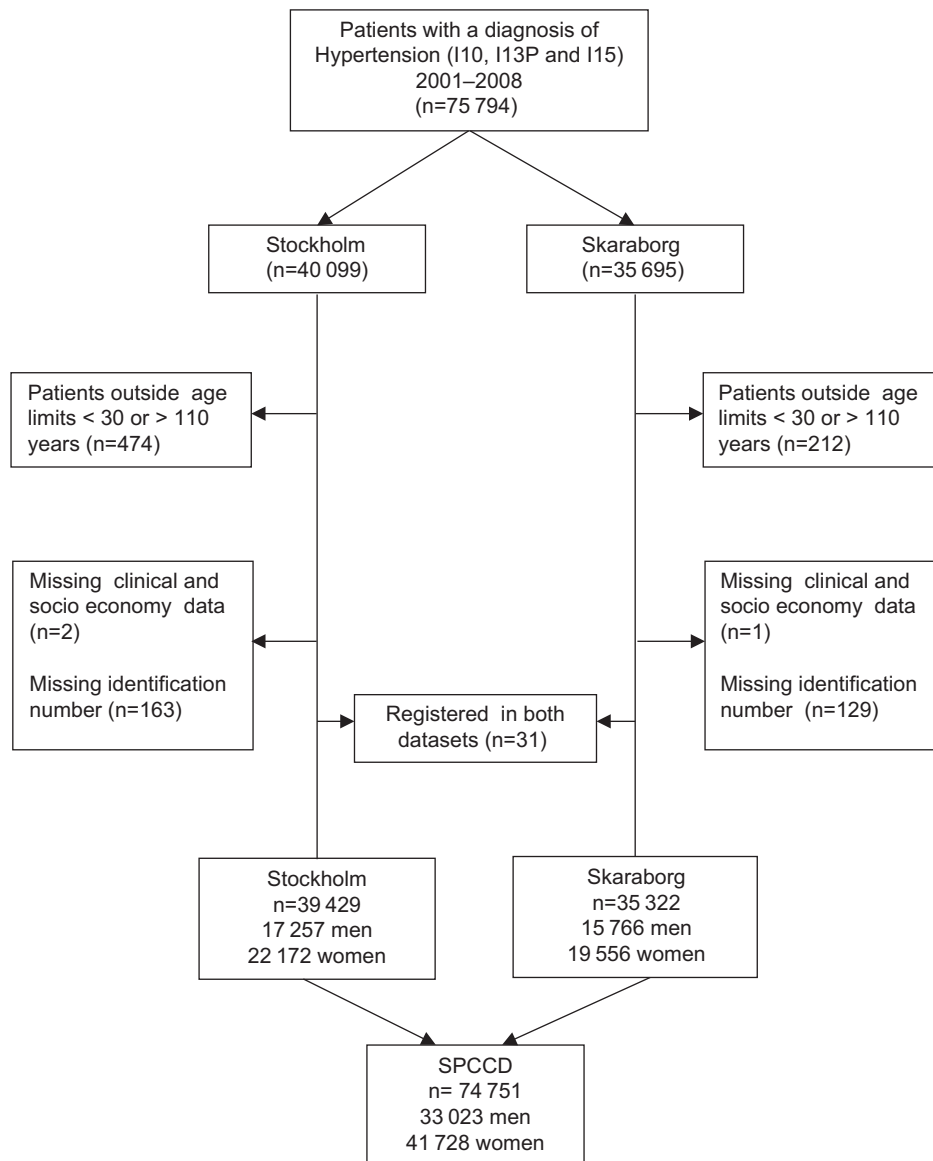 Patients with a diagnosis of
Hypertension (I10, I13P and I15)
2001–2008
(n=75 794)
Stockholm
(n=40 099)
Skaraborg
(n=35 695)
Patients outside age
limits < 30 or > 110
years (n=474)
Patients outside age
limits < 30 or > 110
years (n=212)
Missing clinical and
socio economy data
(n=2)
Missing identification
number (n=163)
Missing clinical and
socio economy data
(n=1)
Missing identification
number (n=129)
Registered in both
datasets (n=31)
Stockholm
n=39 429
17 257 men
22 172 women
Skaraborg
n=35 322
15 766 men
19 556 women
SPCCD
n= 74 751
33 023 men
41 728 women